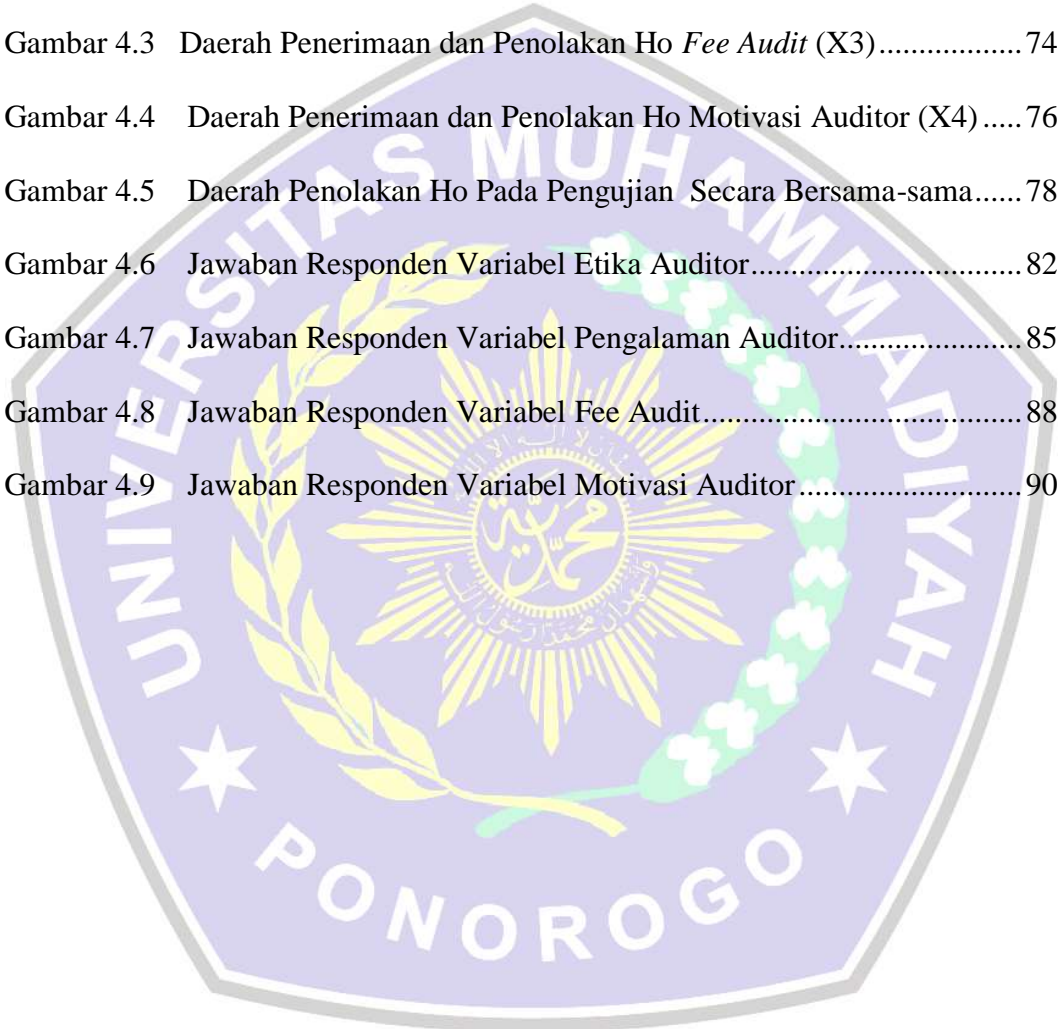 Gambar 4.3 Daerah Penerimaan dan Penolakan Ho Fee Audit (X3).................. 74
Gambar 4.4 Daerah Penerimaan dan Penolakan Ho Motivasi Auditor (X4)..... 76
Gambar 4.5 Daerah Penolakan Ho Pada Pengujian Secara Bersama-sama...... 78
Gambar 4.6 Jawaban Responden Variabel Etika Auditor.............................. 82
Gambar 4.7 Jawaban Responden Variabel Pengalaman Auditor.................... 85
Gambar 4.8 Jawaban Responden Variabel Fee Audit................................... 88
Gambar 4.9 Jawaban Responden Variabel Motivasi Auditor......................... 90
UNIVERSITAS MUHAMMADIYAH
PONOROGO
محمدية